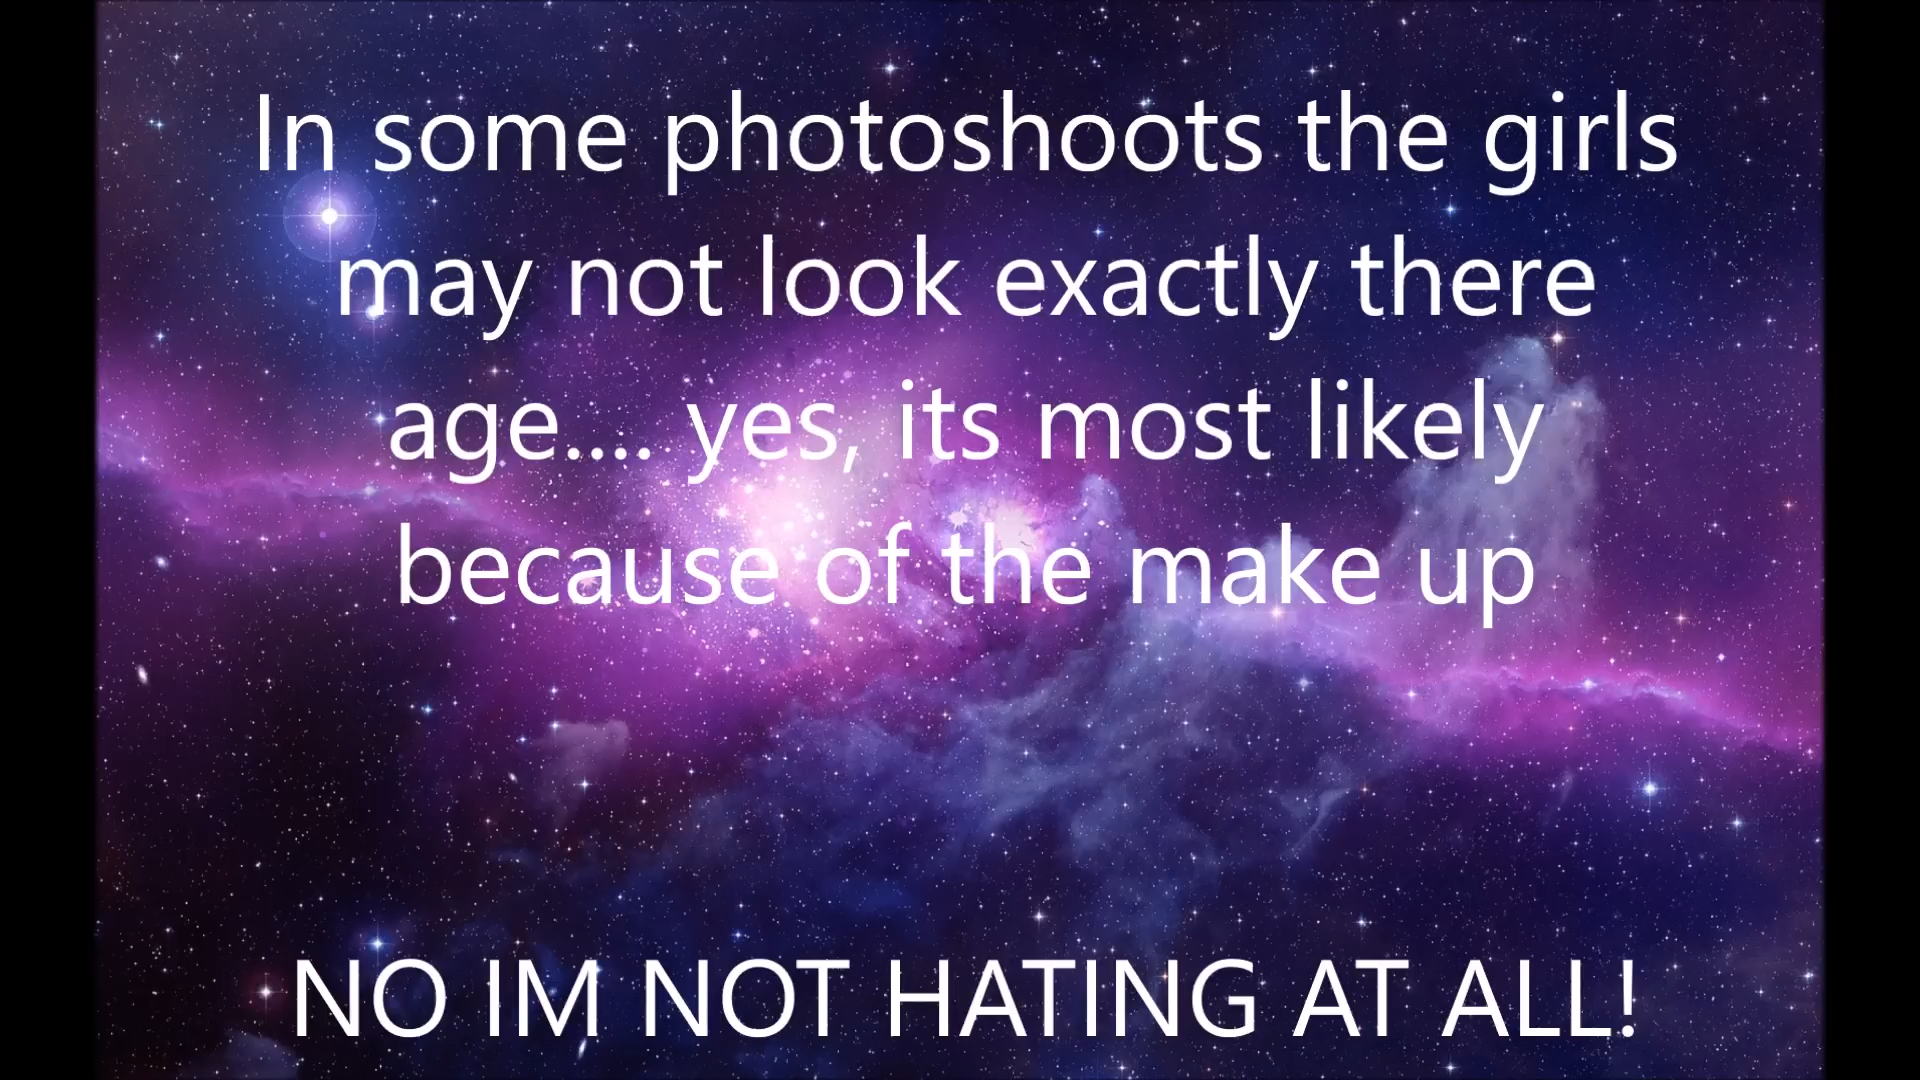 In some photoshoots the girls
may not look exactly there
age.... yes, its most likely
because of the make up
NO IM NOT HATING AT ALL!